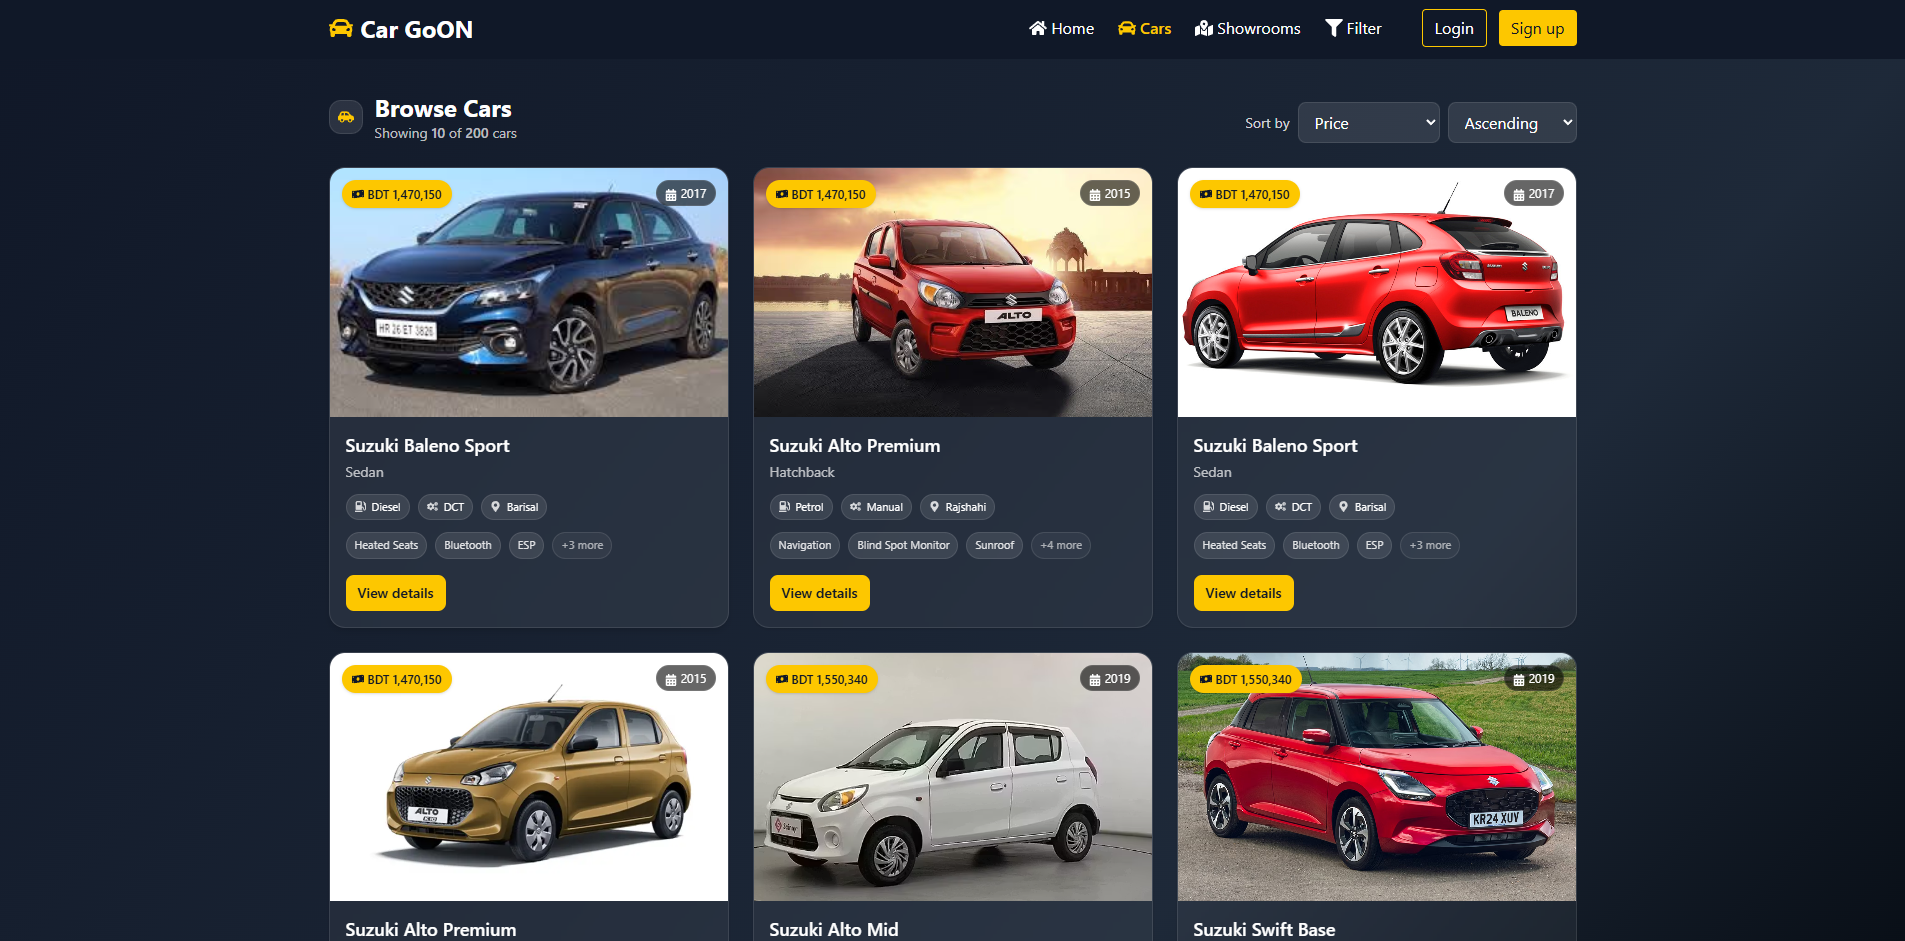 Car GoON
Home Cars Showrooms Filter Login Sign up
Browse Cars
Showing 10 of 200 cars
Sort by Price Ascending
BDT 1,470,150 2017
HR 26 ET 3826
Suzuki Baleno Sport
Sedan
Diesel DCT Barisal
Heated Seats Bluetooth ESP +3 more
View details
BDT 1,470,150 2015
ALTO
Suzuki Alto Premium
Hatchback
Petrol Manual Rajshahi
Navigation Blind Spot Monitor Sunroof +4 more
View details
BDT 1,470,150 2017
BALENO
Suzuki Baleno Sport
Sedan
Diesel DCT Barisal
Heated Seats Bluetooth ESP +3 more
View details
BDT 1,470,150 2015
ALTO
K10
Suzuki Alto Premium
BDT 1,550,340 2019
Suzuki Alto Mid
BDT 1,550,340 2019
KR24 XUV
Suzuki Swift Base